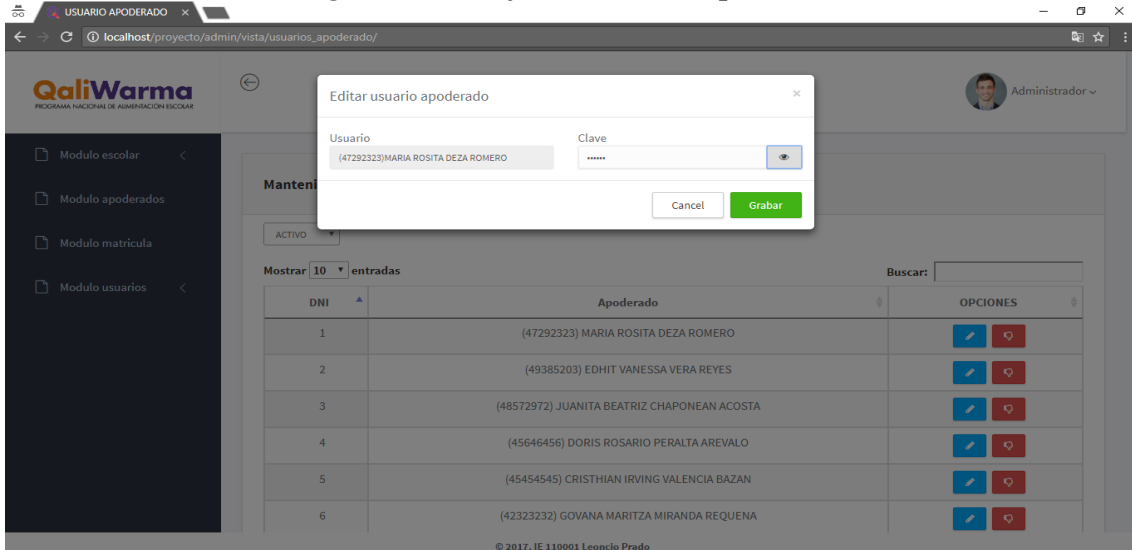 USUARIO APODERADO
localhost/proyecto/admin/vista/usuarios_apoderado/
QaliWarma
PROGRAMA NACIONAL DE ALIMENTACIÓN ESCOLAR
Administrador
Editar usuario apoderado
Usuario Clave
(47292323)MARIA ROSITA DEZA ROMERO ••••••
Cancel Grabar
Modulo escolar
Modulo apoderados
Modulo matricula
Modulo usuarios
Manteni
ACTIVO
Mostrar 10 entradas Buscar:
DNI Apoderado OPCIONES
1 (47292323) MARIA ROSITA DEZA ROMERO
2 (49385203) EDHIT VANESSA VERA REYES
3 (48572972) JUANITA BEATRIZ CHAPONEAN ACOSTA
4 (45646456) DORIS ROSARIO PERALTA AREVALO
5 (45454545) CRISTHIAN IRVING VALENCIA BAZAN
6 (42323232) GOVANA MARITZA MIRANDA REQUENA
© 2017. IE 110001 Leoncio Prado